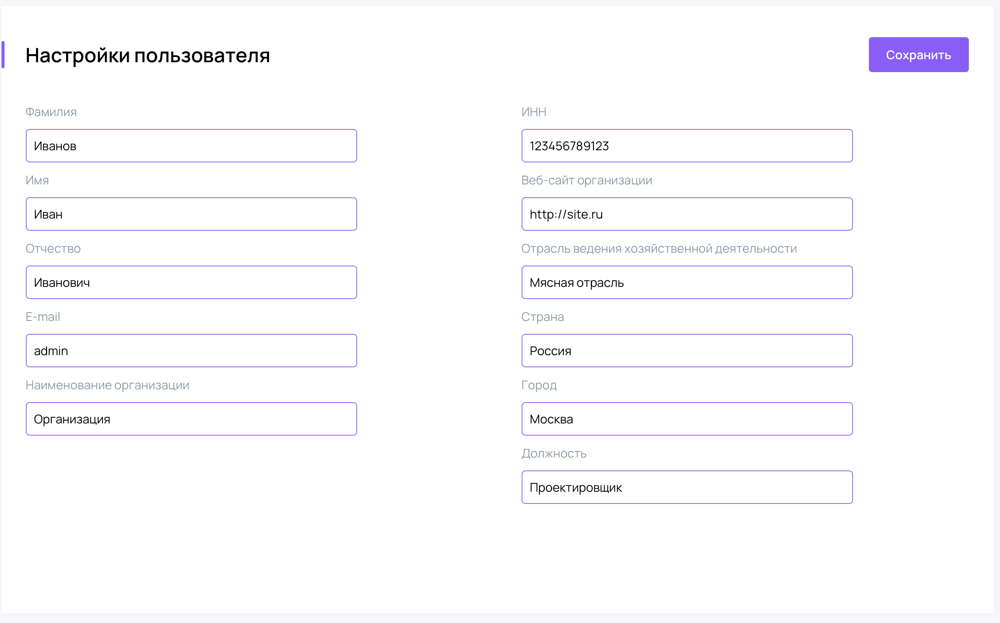 Настройки пользователя
Сохранить
Фамилия
Иванов
Имя
Иван
Отчество
Иванович
E-mail
admin
Наименование организации
Организация
ИНН
123456789123
Веб-сайт организации
http://site.ru
Отрасль ведения хозяйственной деятельности
Мясная отрасль
Страна
Россия
Город
Москва
Должность
Проектировщик